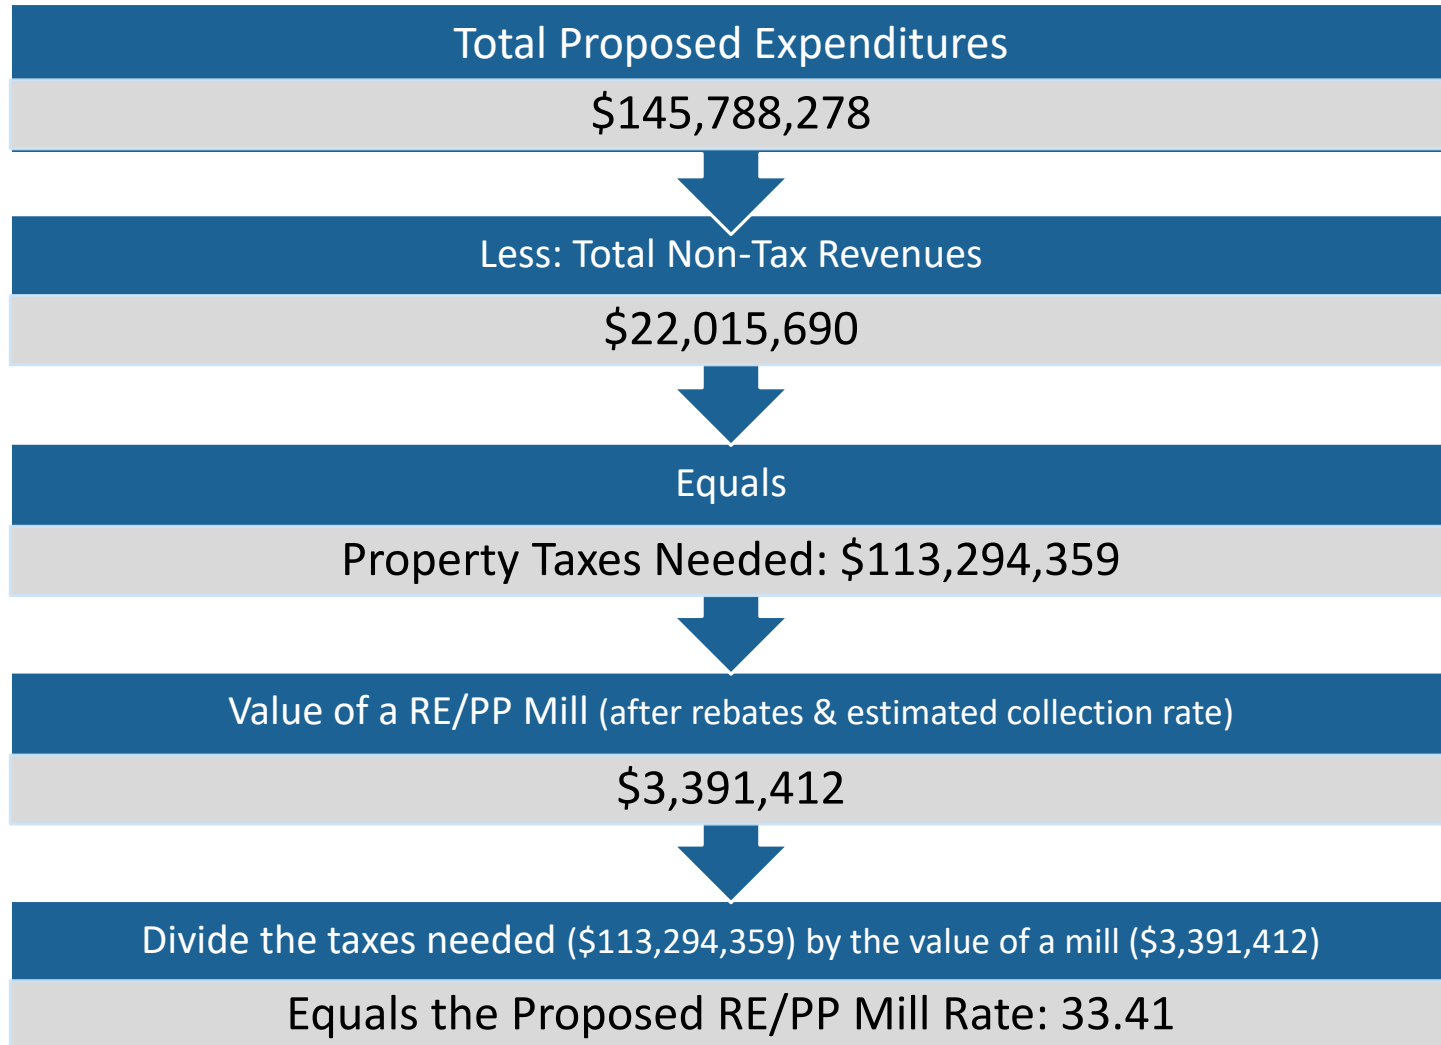 Total Proposed Expenditures
$145,788,278
Less: Total Non-Tax Revenues
$22,015,690
Equals
Property Taxes Needed: $113,294,359
Value of a RE/PP Mill (after rebates & estimated collection rate)
$3,391,412
Divide the taxes needed ($113,294,359) by the value of a mill ($3,391,412)
Equals the Proposed RE/PP Mill Rate: 33.41